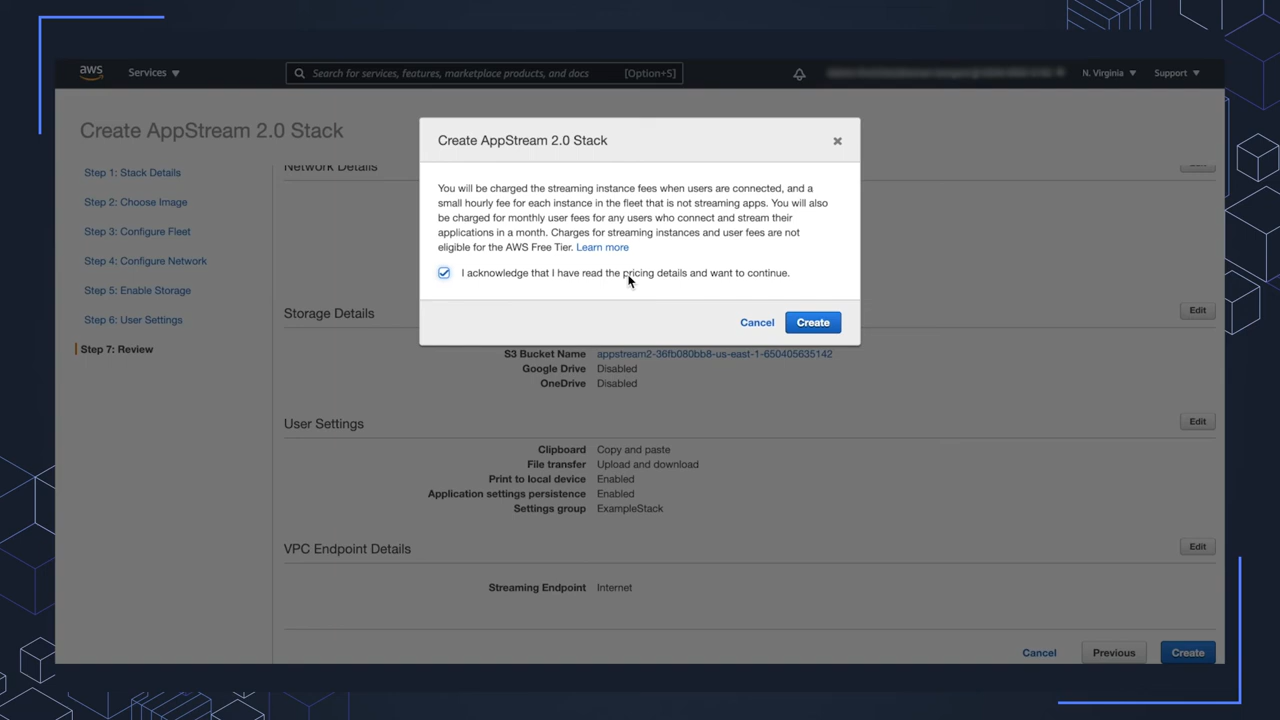 aws
Services
Search for services, features, marketplace products, and docs [Option+S]
N. Virginia
Support
Create AppStream 2.0 Stack
Step 1: Stack Details
Step 2: Choose Image
Step 3: Configure Fleet
Step 4: Configure Network
Step 5: Enable Storage
Step 6: User Settings
Step 7: Review
Network Details
Edit
Create AppStream 2.0 Stack
You will be charged the streaming instance fees when users are connected, and a
small hourly fee for each instance in the fleet that is not streaming apps. You will also
be charged for monthly user fees for any users who connect and stream their
applications in a month. Charges for streaming instances and user fees are not
eligible for the AWS Free Tier. Learn more
I acknowledge that I have read the pricing details and want to continue.
Cancel
Create
Storage Details
Edit
S3 Bucket Name appstream2-36fb080bb8-us-east-1-650405635142
Google Drive Disabled
OneDrive Disabled
User Settings
Edit
Clipboard Copy and paste
File transfer Upload and download
Print to local device Enabled
Application settings persistence Enabled
Settings group ExampleStack
VPC Endpoint Details
Edit
Streaming Endpoint Internet
Cancel
Previous
Create